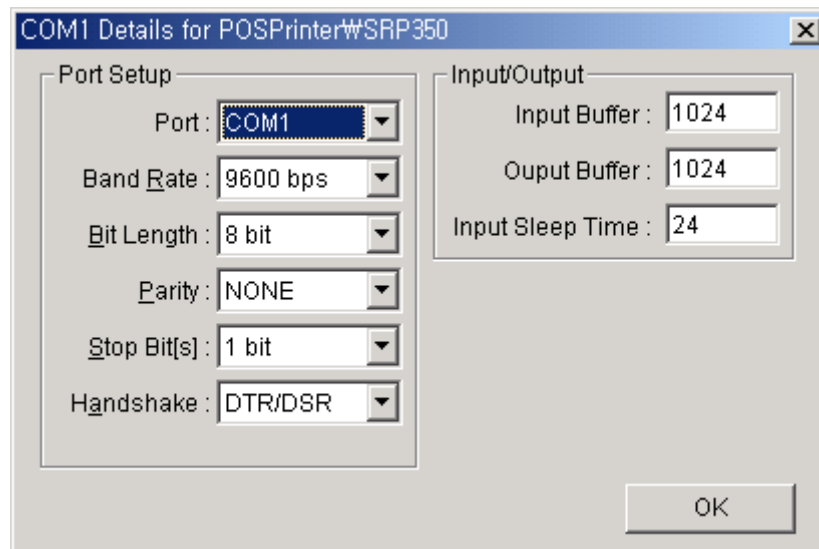 COM1 Details for POSPrinter₩SRP350
Port Setup
Port : COM1
Band Rate : 9600 bps
Bit Length : 8 bit
Parity : NONE
Stop Bit[s] : 1 bit
Handshake : DTR/DSR
Input/Output
Input Buffer : 1024
Ouput Buffer : 1024
Input Sleep Time : 24
OK